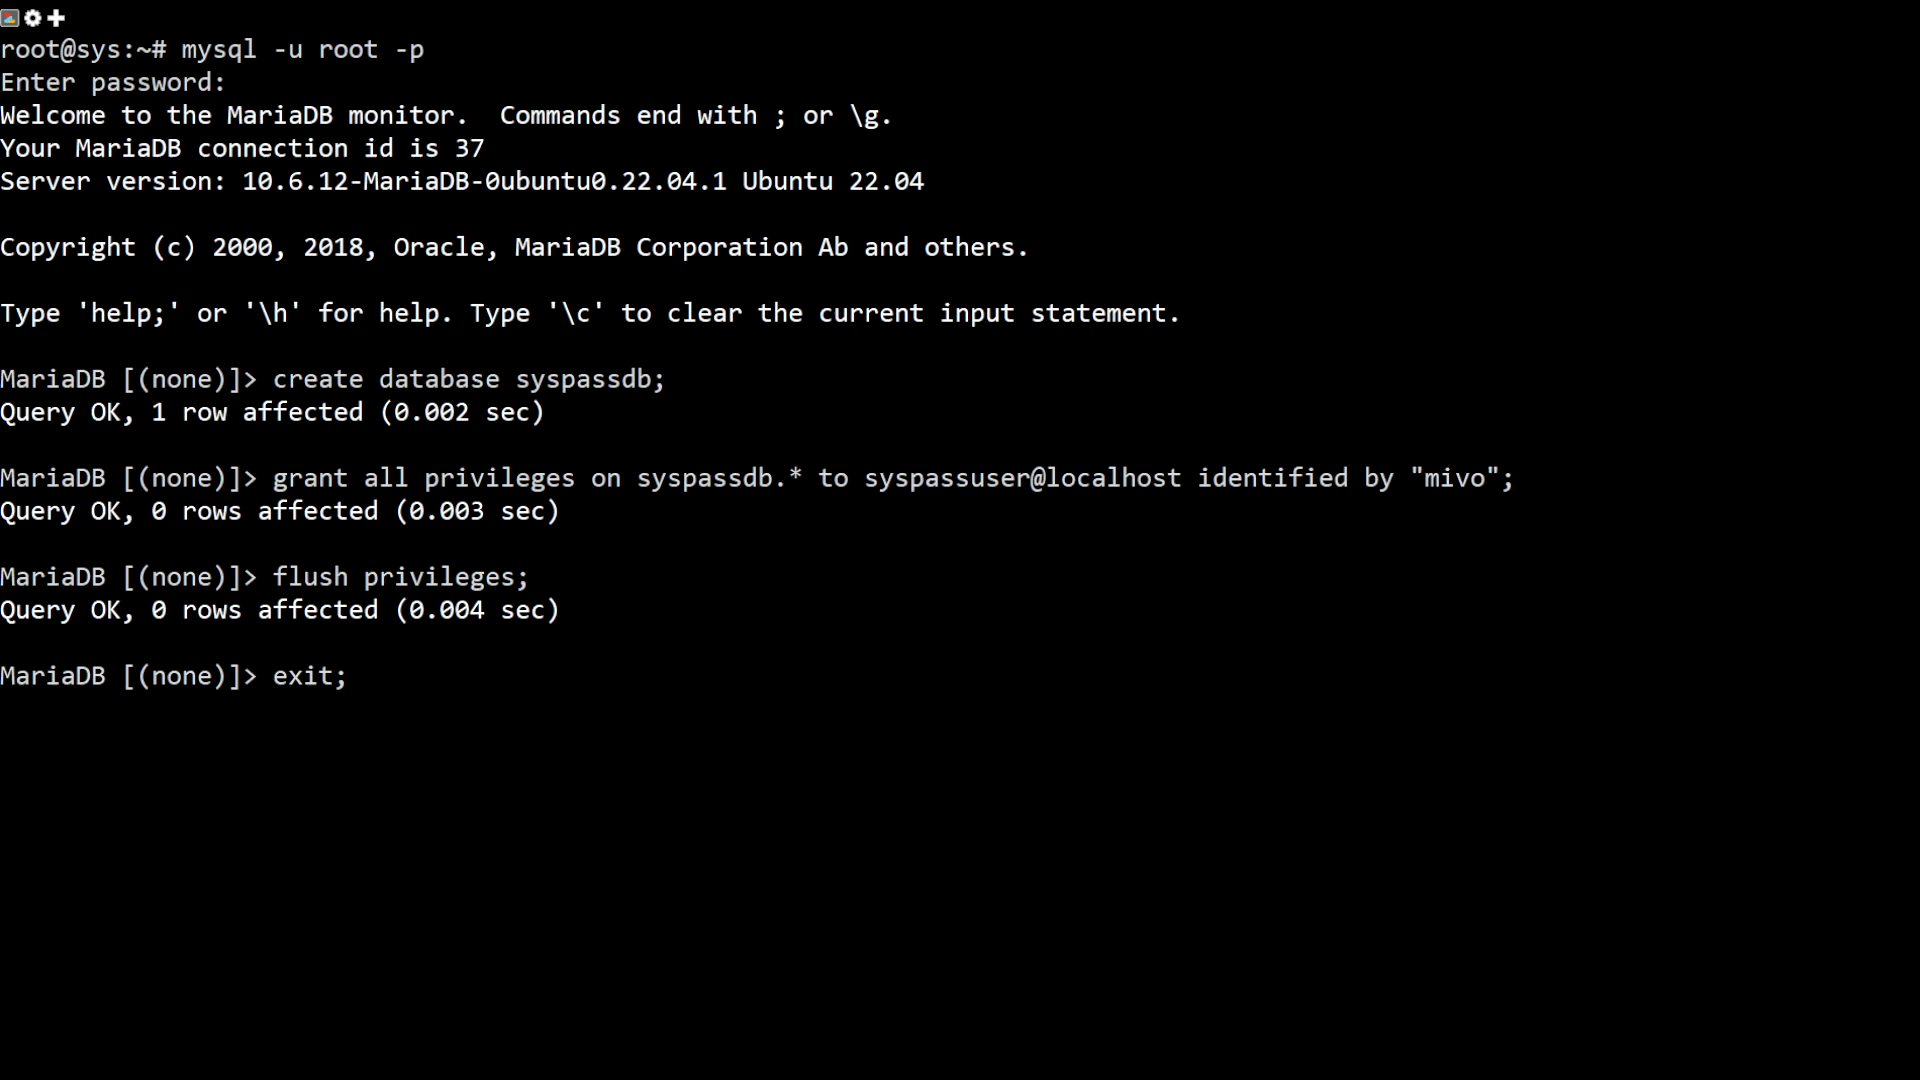 root@sys:~# mysql -u root -p
Enter password:
Welcome to the MariaDB monitor.  Commands end with ; or \g.
Your MariaDB connection id is 37
Server version: 10.6.12-MariaDB-0ubuntu0.22.04.1 Ubuntu 22.04
Copyright (c) 2000, 2018, Oracle, MariaDB Corporation Ab and others.
Type 'help;' or '\h' for help. Type '\c' to clear the current input statement.
MariaDB [(none)]> create database syspassdb;
Query OK, 1 row affected (0.002 sec)
MariaDB [(none)]> grant all privileges on syspassdb.* to syspassuser@localhost identified by "mivo";
Query OK, 0 rows affected (0.003 sec)
MariaDB [(none)]> flush privileges;
Query OK, 0 rows affected (0.004 sec)
MariaDB [(none)]> exit;